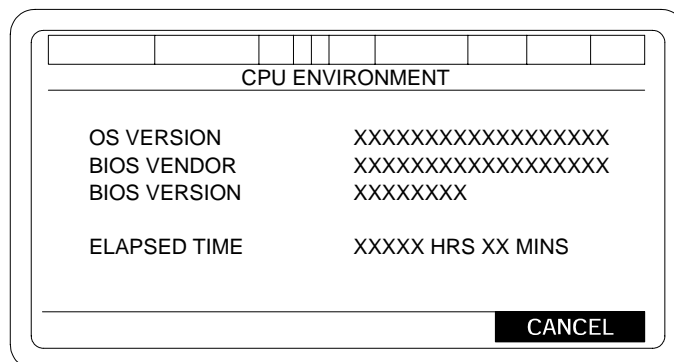 CPU ENVIRONMENT
OS VERSION XXXXXXXXXXXXXXXXXX
BIOS VENDOR XXXXXXXXXXXXXXXXXX
BIOS VERSION XXXXXXXX
ELAPSED TIME XXXXX HRS XX MINS
CANCEL